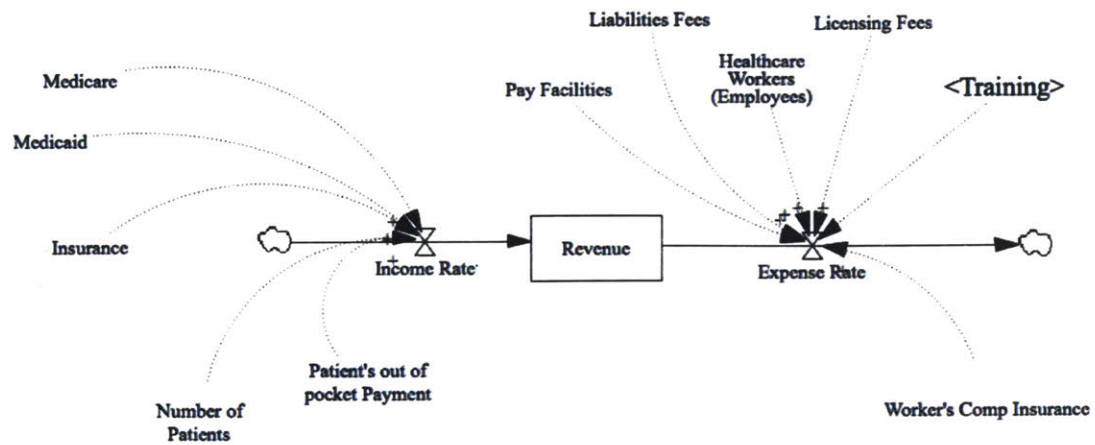 Liabilities Fees
Licensing Fees
Medicare
Healthcare
Workers
(Employees)
Pay Facilities
<Training>
Medicaid
Insurance
Income Rate
Revenue
Expense Rate
Patient's out of
pocket Payment
Number of
Patients
Worker's Comp Insurance